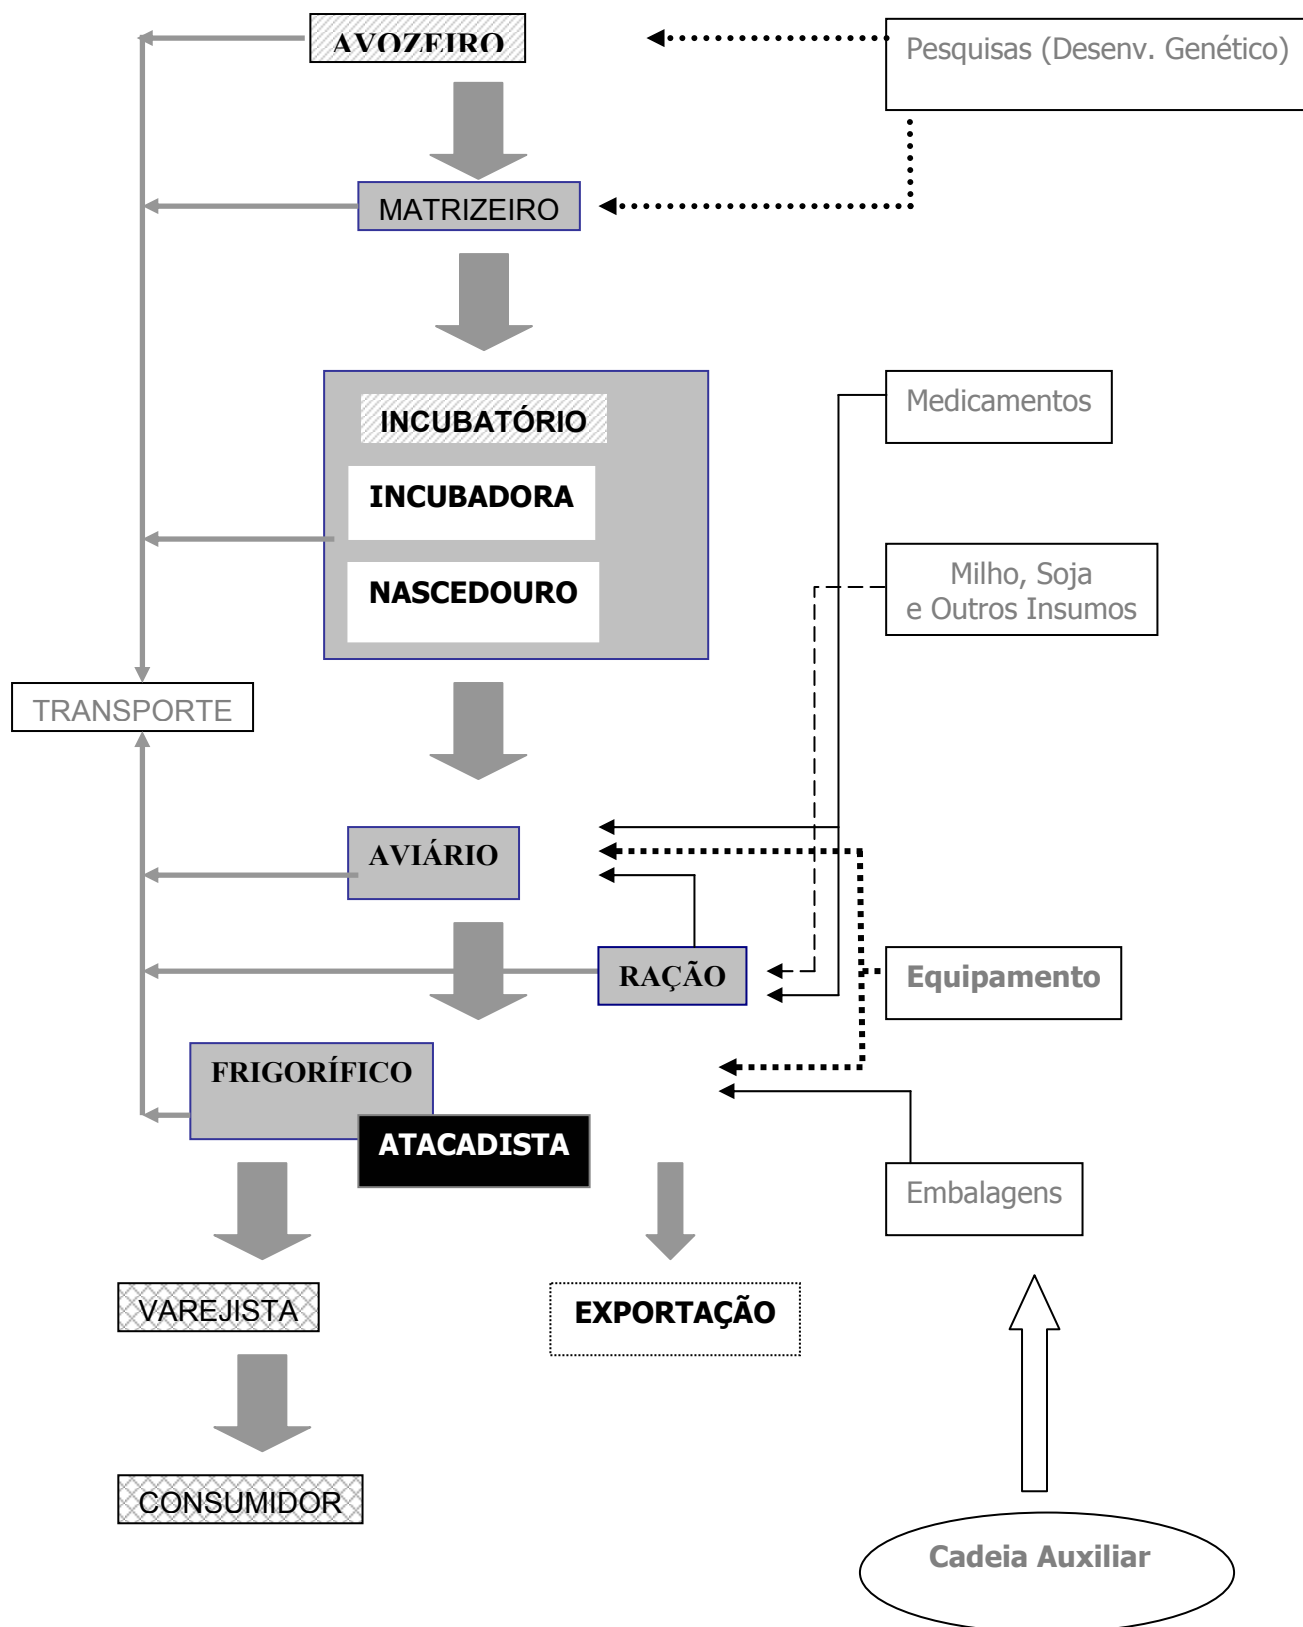 AVOZEIRO
Pesquisas (Desenv. Genético)
MATRIZEIRO
INCUBATÓRIO
Medicamentos
INCUBADORA
Milho, Soja
e Outros Insumos
NASCEDOURO
TRANSPORTE
AVIÁRIO
RAÇÃO
Equipamento
FRIGORÍFICO
ATACADISTA
Embalagens
VAREJISTA
EXPORTAÇÃO
CONSUMIDOR
Cadeia Auxiliar